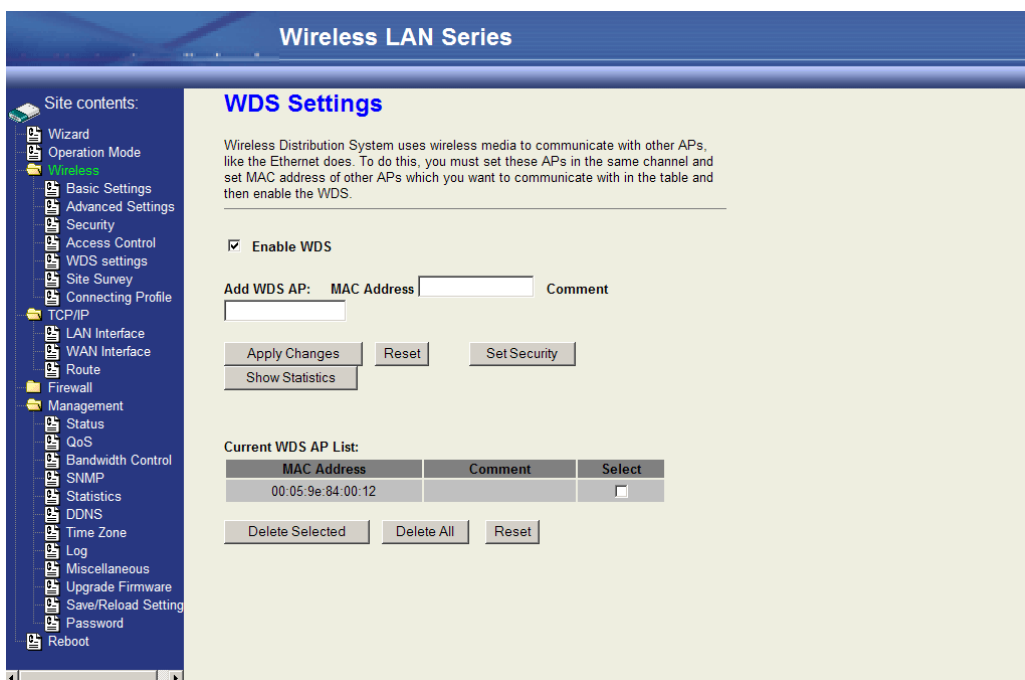 Wireless LAN Series
Site contents:
Wizard
Operation Mode
Wireless
Basic Settings
Advanced Settings
Security
Access Control
WDS settings
Site Survey
Connecting Profile
TCP/IP
LAN Interface
WAN Interface
Route
Firewall
Management
Status
QoS
Bandwidth Control
SNMP
Statistics
DDNS
Time Zone
Log
Miscellaneous
Upgrade Firmware
Save/Reload Setting
Password
Reboot
WDS Settings
Wireless Distribution System uses wireless media to communicate with other APs,
like the Ethernet does. To do this, you must set these APs in the same channel and
set MAC address of other APs which you want to communicate with in the table and
then enable the WDS.
Enable WDS
Add WDS AP: MAC Address Comment
Apply Changes Reset Set Security
Show Statistics
Current WDS AP List:
MAC Address Comment Select
00:05:9e:84:00:12
Delete Selected Delete All Reset